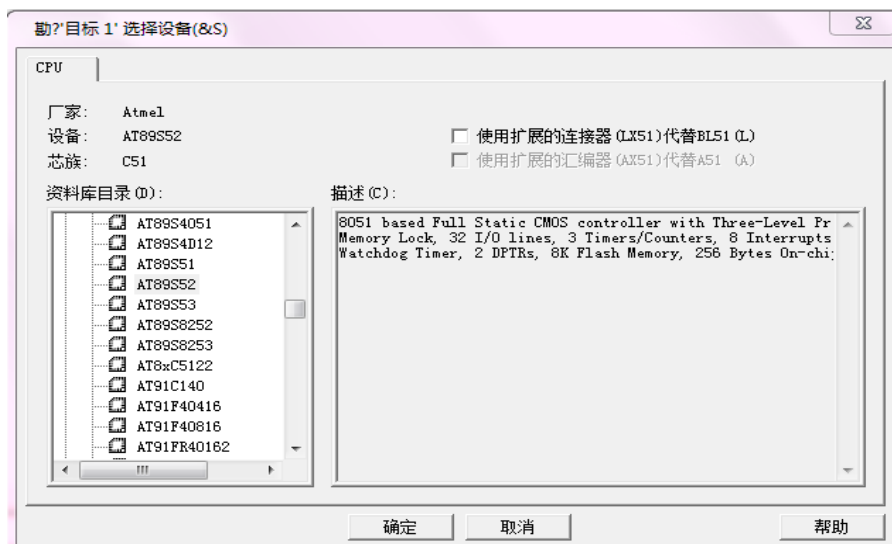 勘?'目标 1' 选择设备(&S)
CPU
厂家: Atmel
设备: AT89S52
芯族: C51
使用扩展的连接器(LX51)代替BL51(L)
使用扩展的汇编器(AX51)代替A51 (A)
资料库目录(D):
AT89S4051
AT89S4D12
AT89S51
AT89S52
AT89S53
AT89S8252
AT89S8253
AT8xC5122
AT91C140
AT91F40416
AT91F40816
AT91FR40162
描述(C):
8051 based Full Static CMOS controller with Three-Level Pr
Memory Lock, 32 I/O lines, 3 Timers/Counters, 8 Interrupts
Watchdog Timer, 2 DPTRs, 8K Flash Memory, 256 Bytes On-chi
确定
取消
帮助